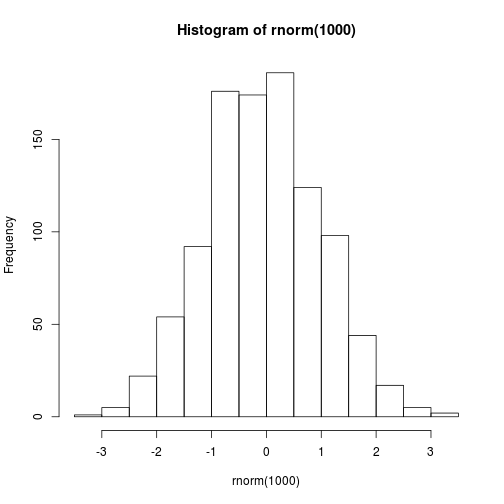 Histogram of rnorm(1000)
Frequency
150
100
50
0
-3 -2 -1 0 1 2 3
rnorm(1000)